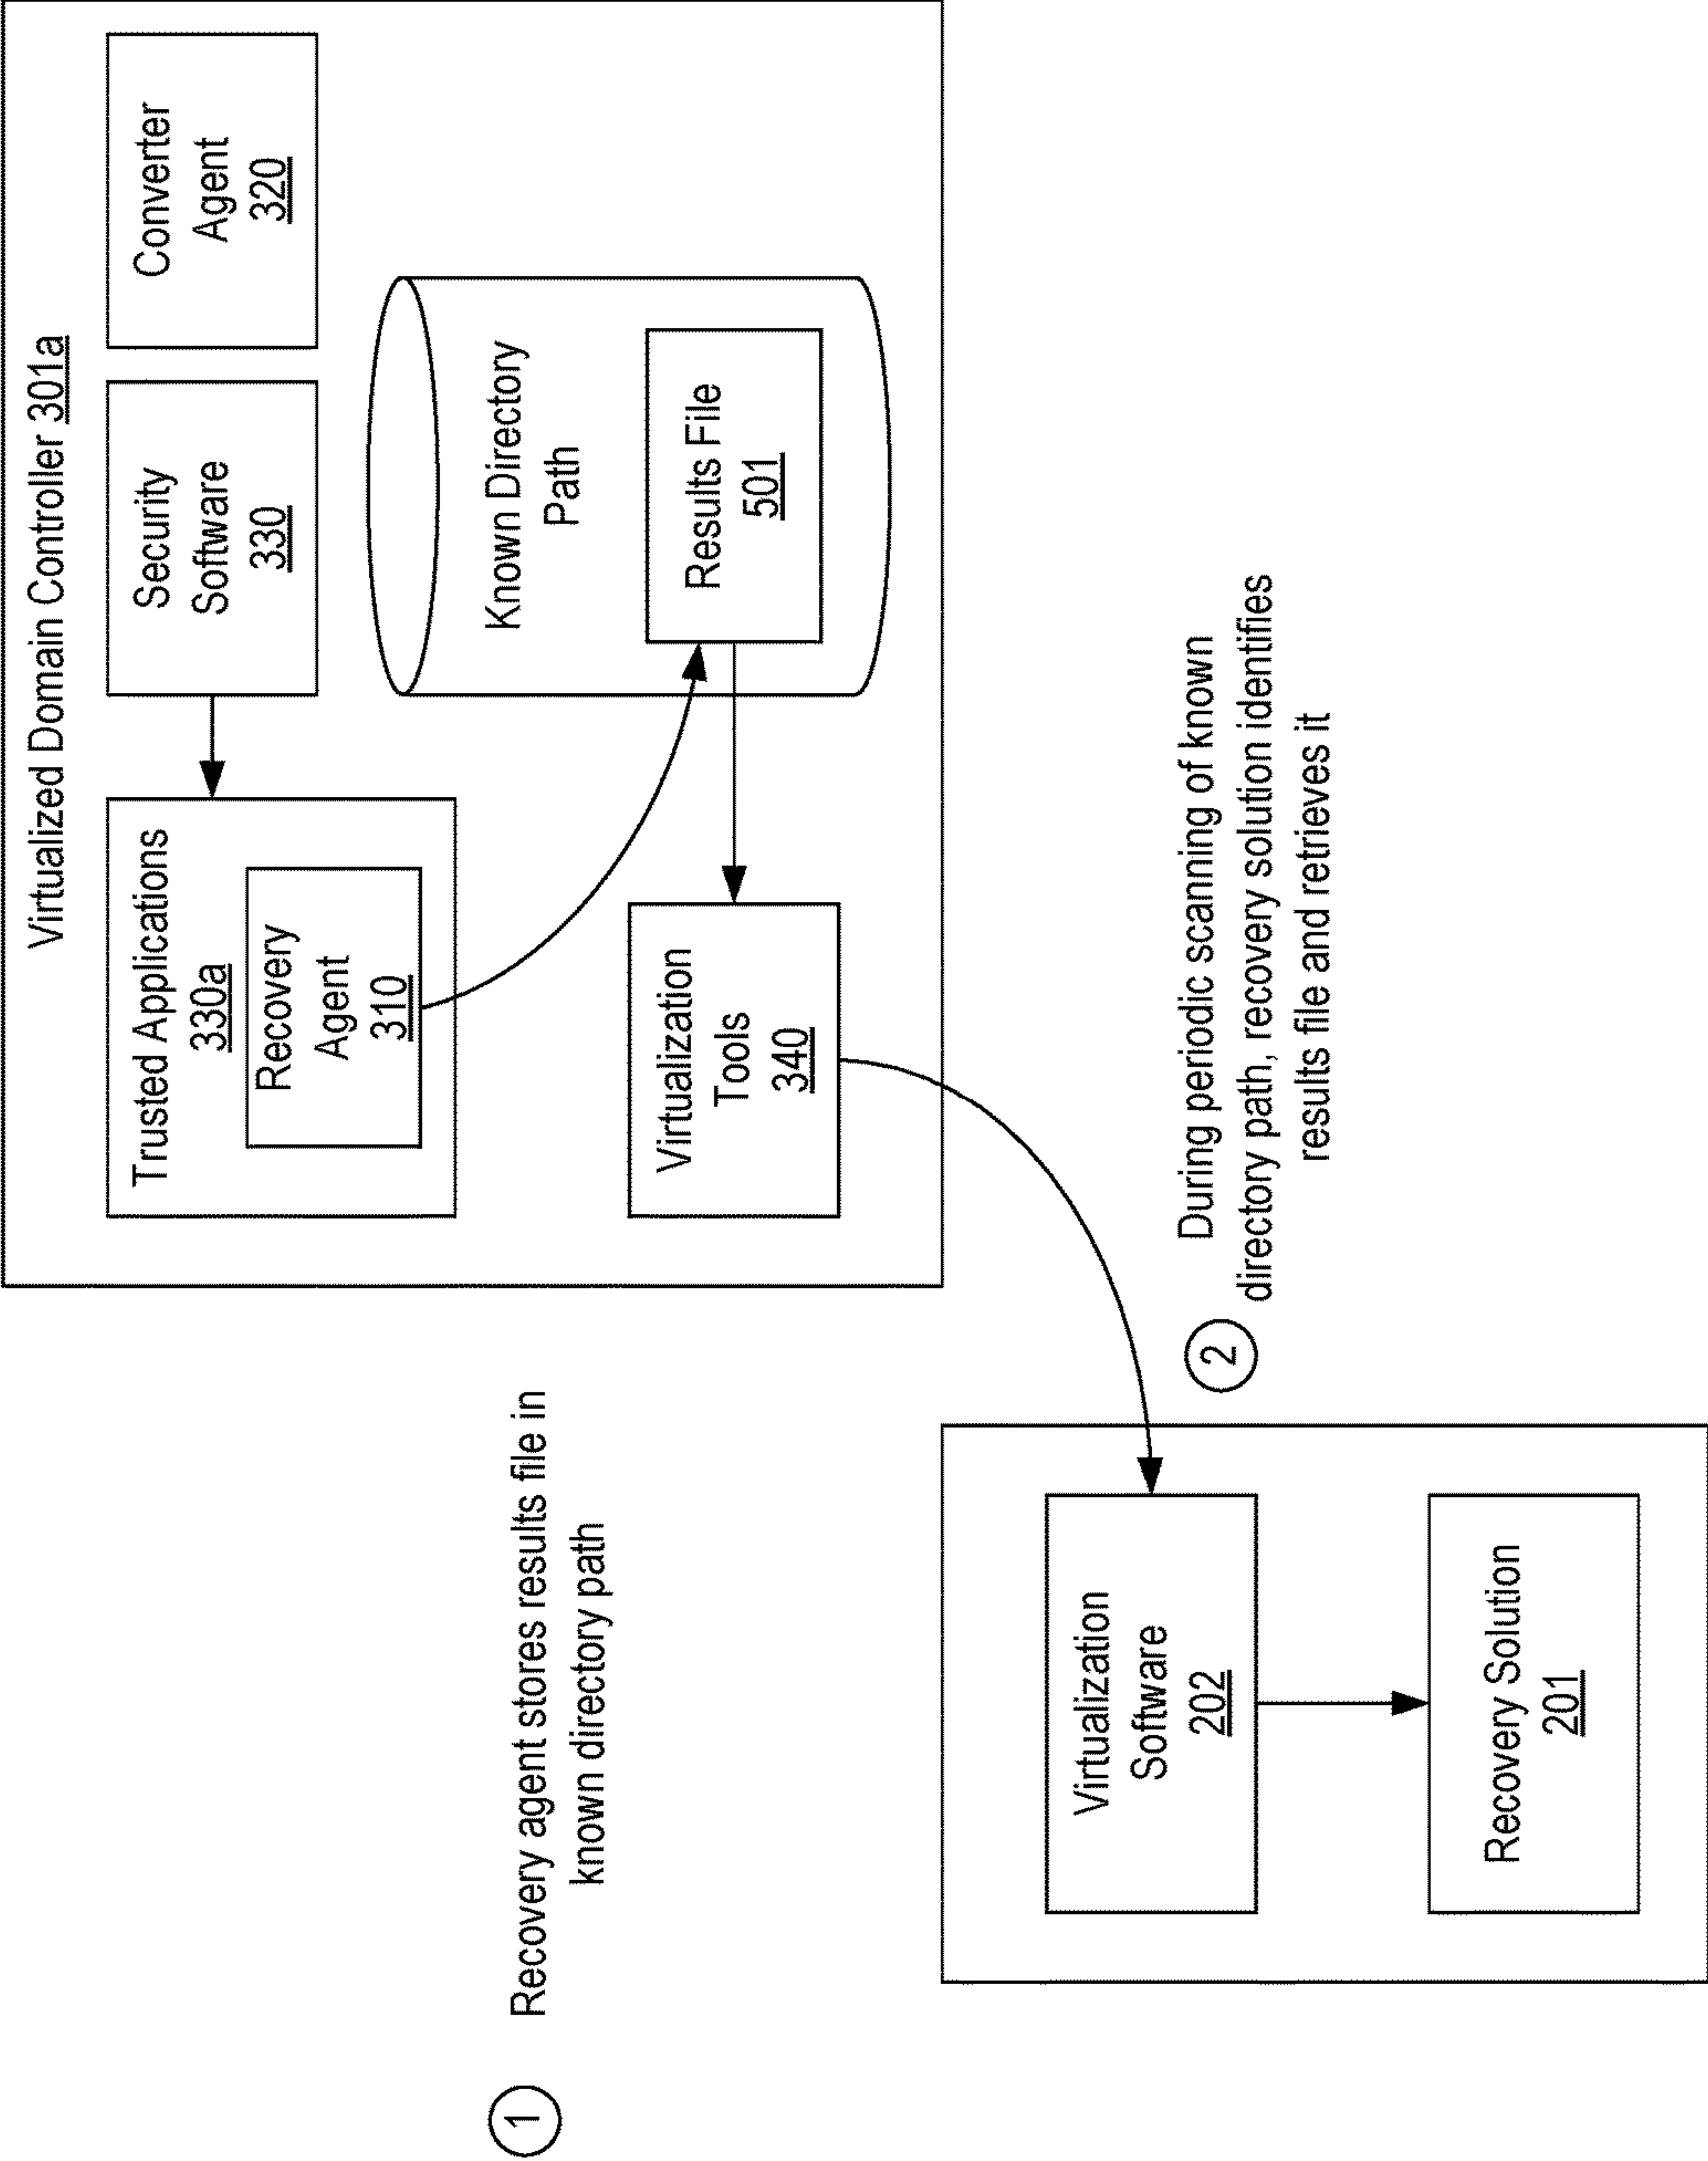 Virtualized Domain Controller 301a
Trusted Applications
330a
Recovery
Agent
310
Security
Software
330
Converter
Agent
320
Known Directory
Path
Results File
501
Virtualization
Tools
340
1
Recovery agent stores results file in
known directory path
Virtualization
Software
202
Recovery Solution
201
2
During periodic scanning of known
directory path, recovery solution identifies
results file and retrieves it